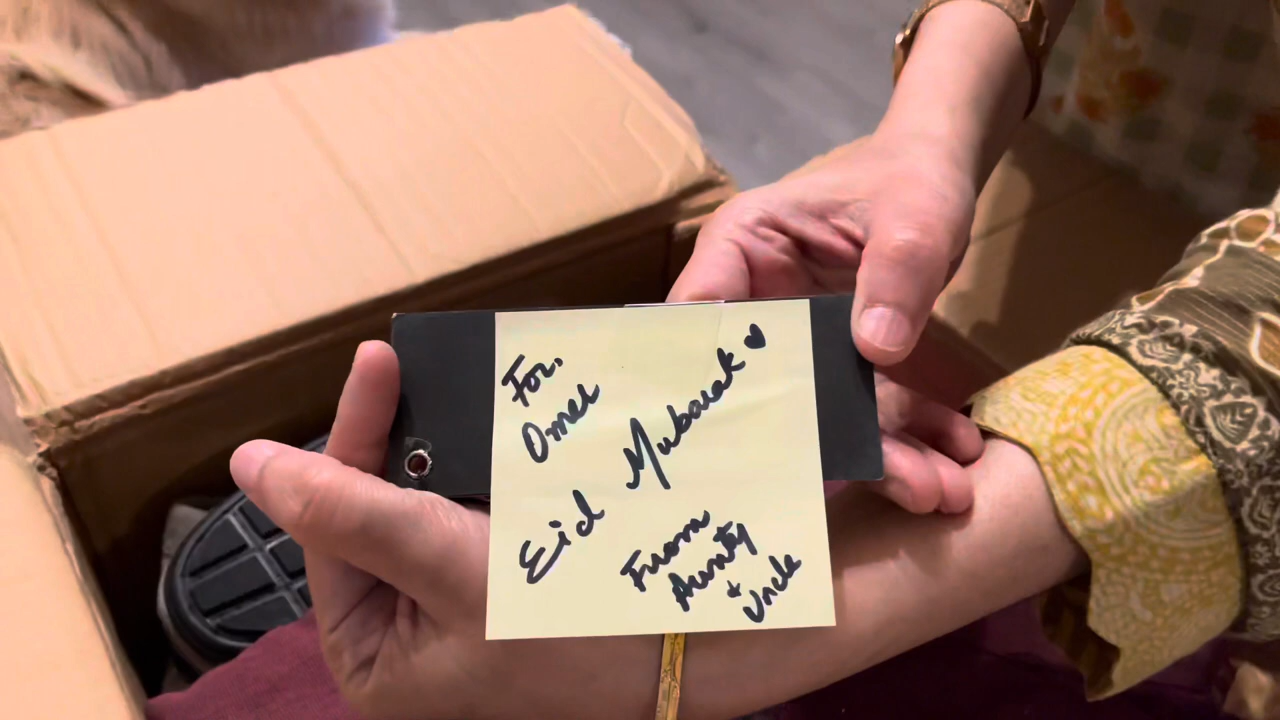 For,
Omer
Eid Mubarak ♥
From
Aunty
+ Uncle